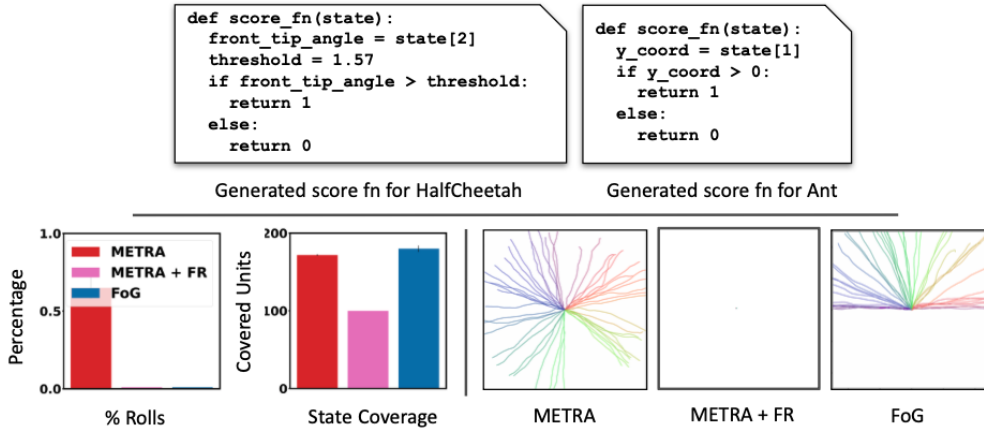 def score_fn(state):
  front_tip_angle = state[2]
  threshold = 1.57
  if front_tip_angle > threshold:
    return 1
  else:
    return 0
def score_fn(state):
  y_coord = state[1]
  if y_coord > 0:
    return 1
  else:
    return 0
Generated score fn for HalfCheetah
Generated score fn for Ant
Percentage
1.0
0.5
0.0
METRA
METRA + FR
FoG
% Rolls
Covered Units
200
100
0
State Coverage
METRA
METRA + FR
FoG